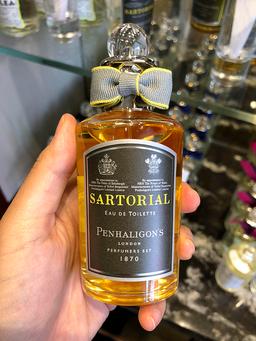 SARTORIAL
EAU DE TOILETTE
PENHALIGON'S
LONDON
PERFUMERS EST
1870